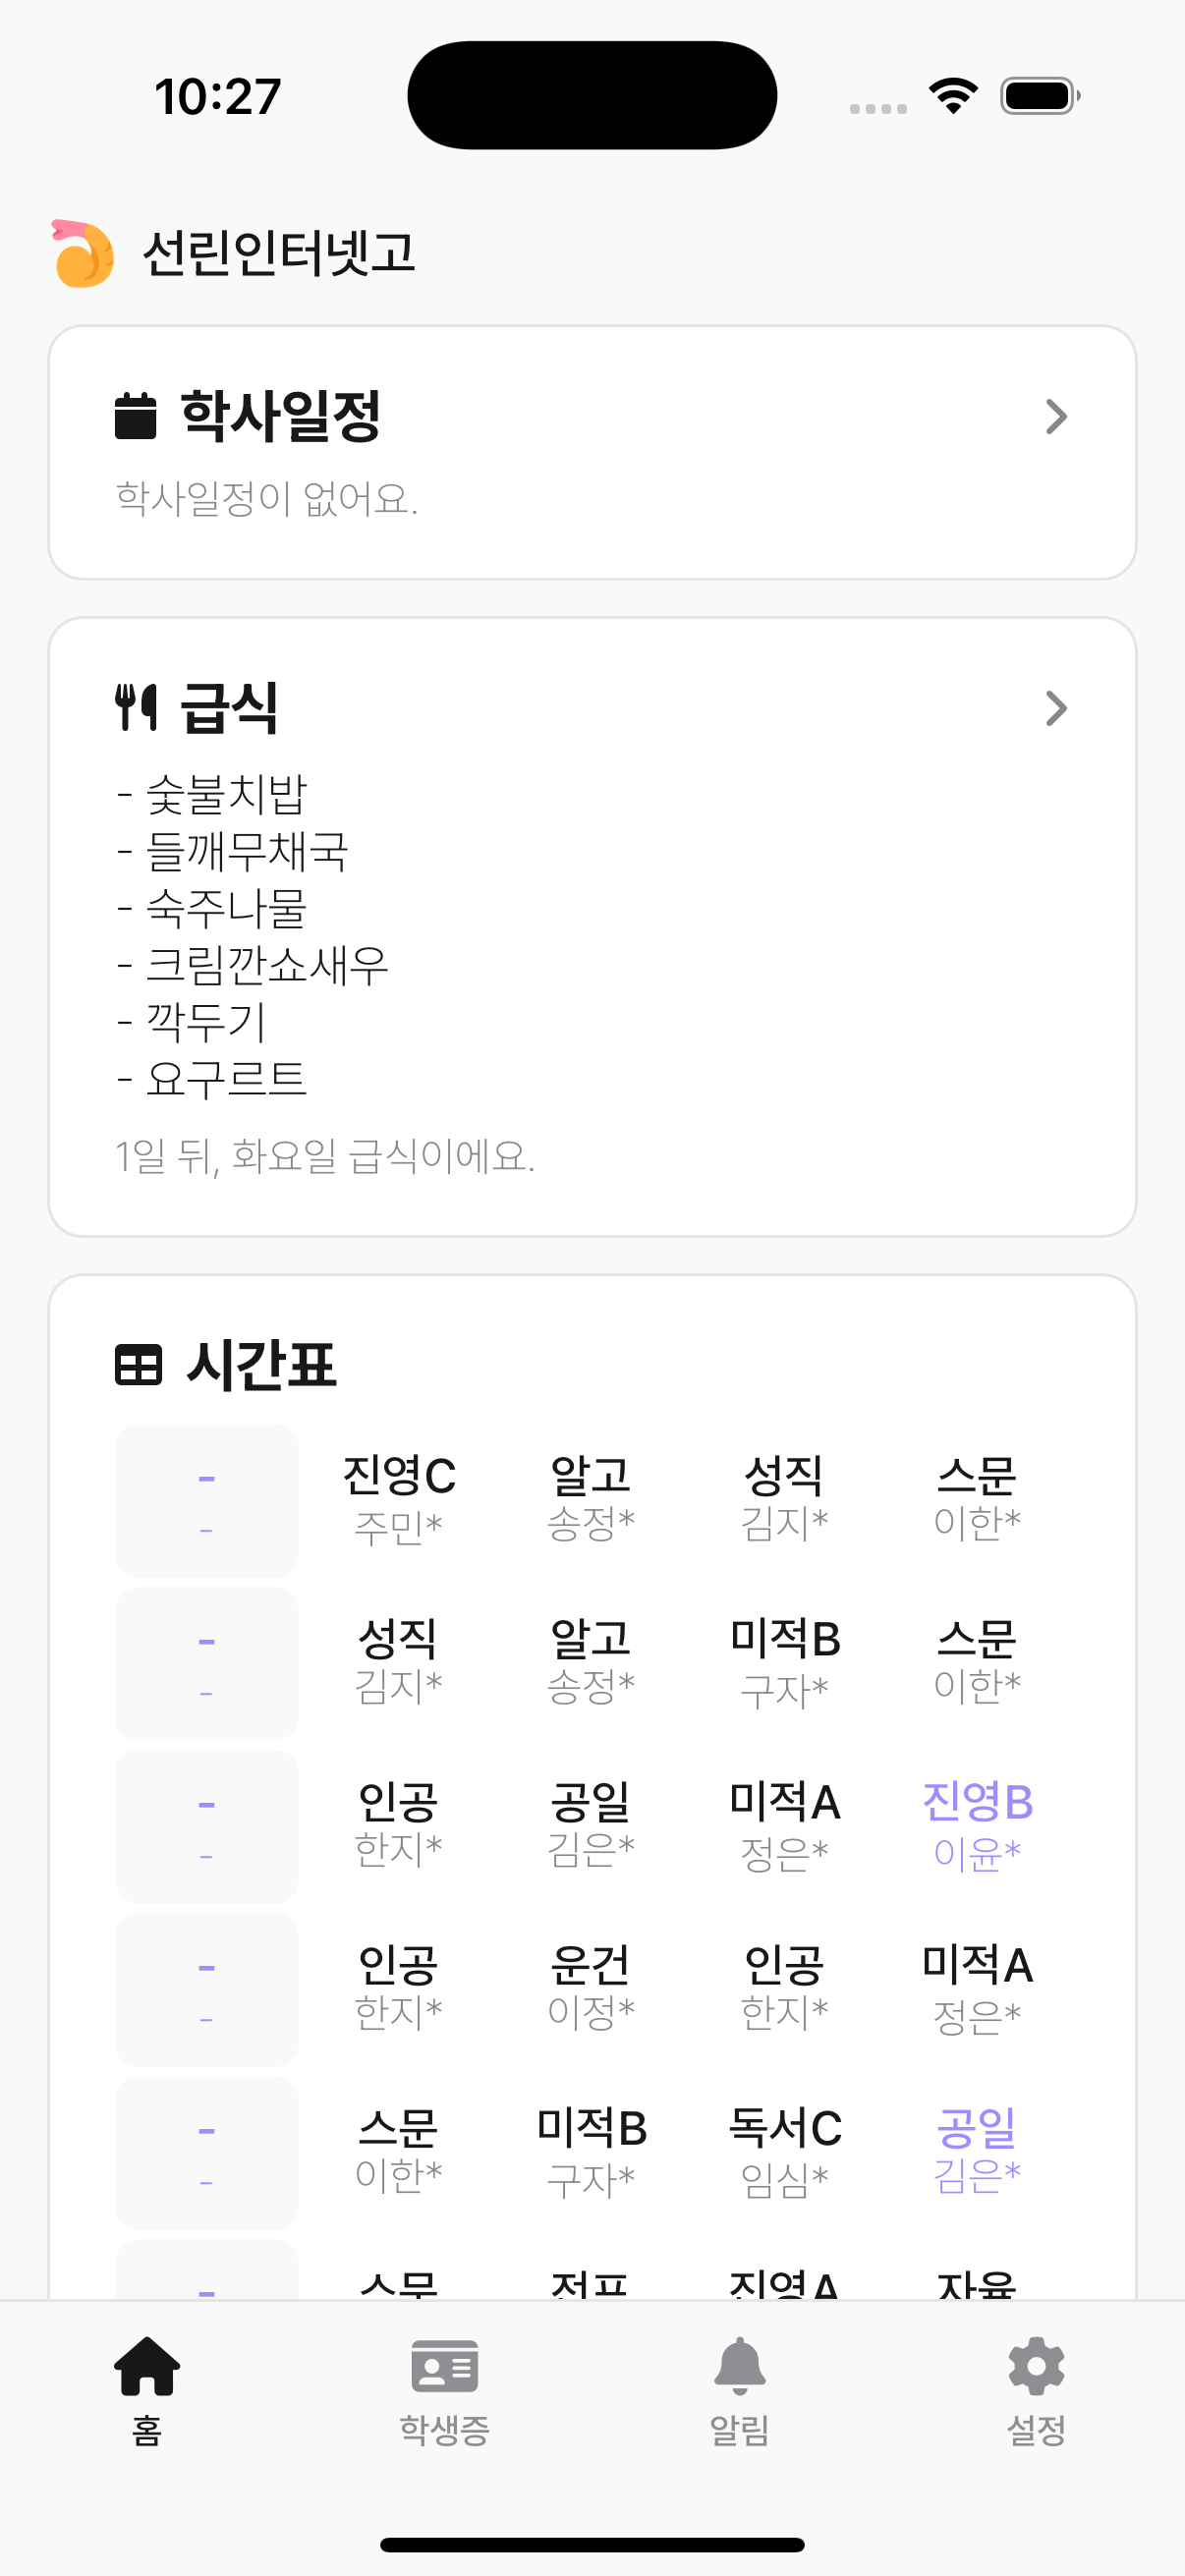 10:27
선린인터넷고
학사일정
학사일정이 없어요.
급식
- 숯불치밥
- 들깨무채국
- 숙주나물
- 크림깐쇼새우
- 깍두기
- 요구르트
1일 뒤, 화요일 급식이에요.
시간표
- 진영C 알고 성직 스문
- 주민* 송정* 김지* 이한*
- 성직 알고 미적B 스문
- 김지* 송정* 구자* 이한*
- 인공 공일 미적A 진영B
- 한지* 김은* 정은* 이윤*
- 인공 운건 인공 미적A
- 한지* 이정* 한지* 정은*
- 스문 미적B 독서C 공일
- 이한* 구자* 임심* 김은*
- 스문 진영A 자율
홈 학생증 알림 설정